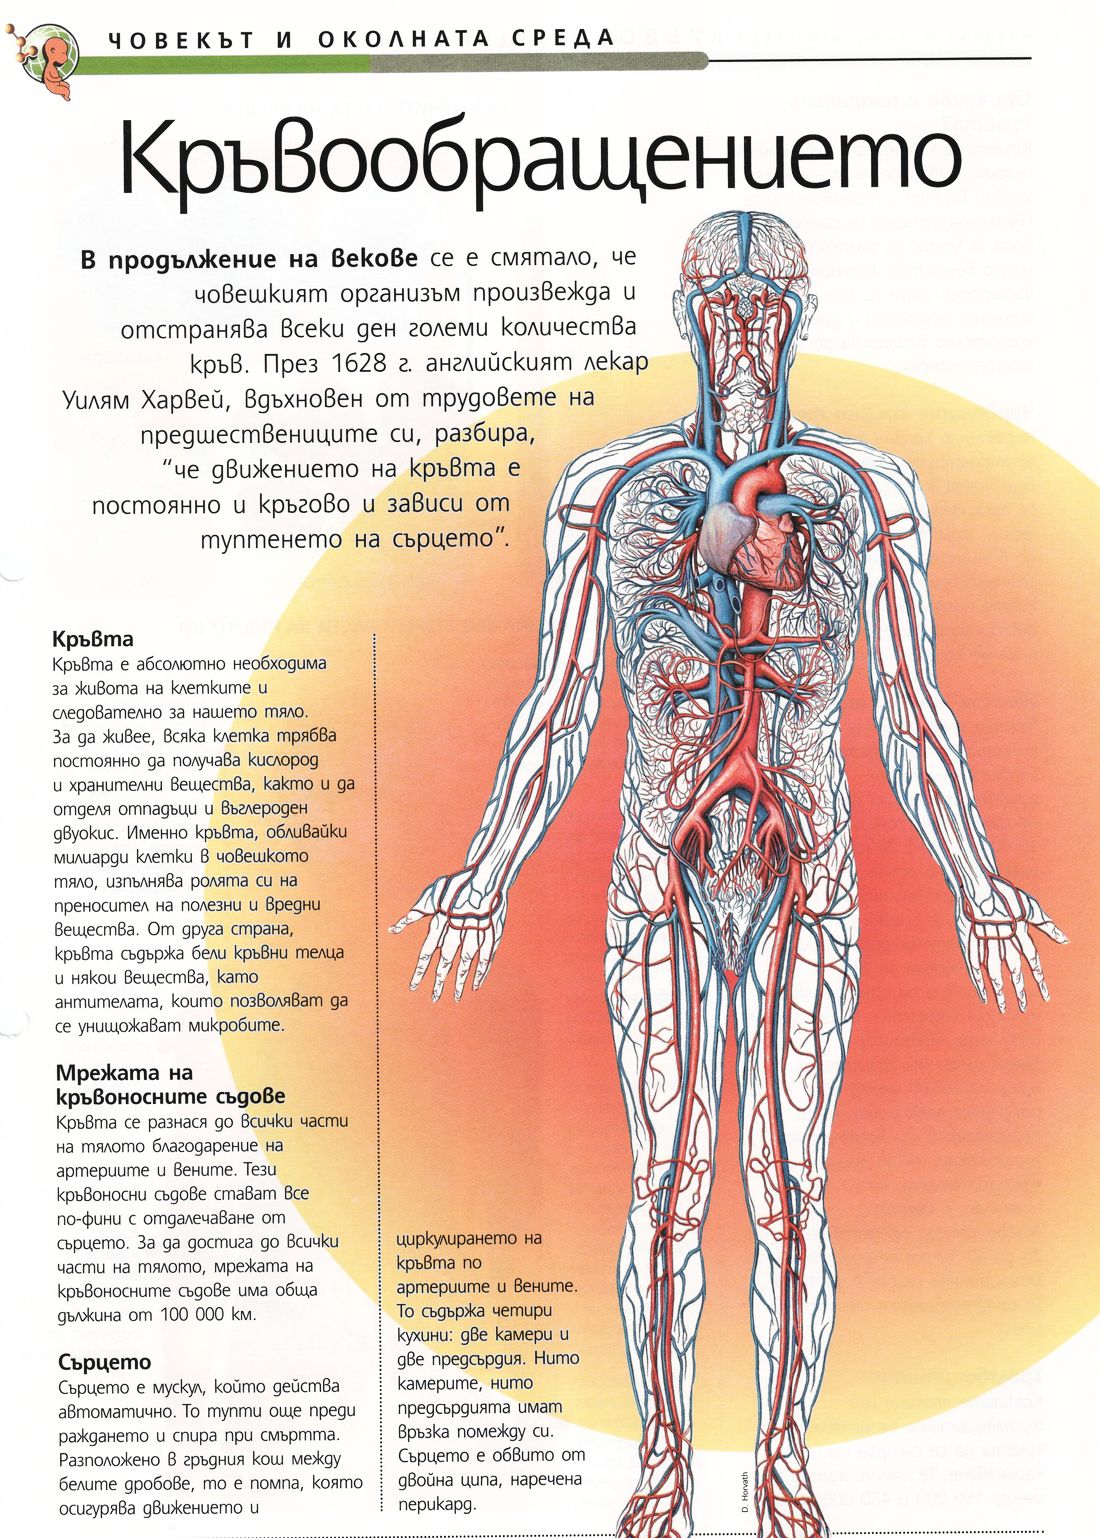 ЧОВЕКЪТ И ОКОЛНАТА СРЕДА
Кръвообращението
В продължение на векове се е смятало, че
човешкият организъм произвежда и
отстранява всеки ден големи количества
кръв. През 1628 г. английският лекар
Уилям Харвей, вдъхновен от трудовете на
предшествениците си, разбира,
“че движението на кръвта е
постоянно и кръгово и зависи от
туптенето на сърцето”.
Кръвта
Кръвта е абсолютно необходима
за живота на клетките и
следователно за нашето тяло.
За да живее, всяка клетка трябва
постоянно да получава кислород
и хранителни вещества, както и да
отделя отпадъци и въглероден
двуокис. Именно кръвта, обливайки
милиарди клетки в човешкото
тяло, изпълнява ролята си на
преносител на полезни и вредни
вещества. От друга страна,
кръвта съдържа бели кръвни телца
и някои вещества, като
антителата, които позволяват да
се унищожават микробите.
Мрежата на
кръвоносните съдове
Кръвта се разнася до всички части
на тялото благодарение на
артериите и вените. Тези
кръвоносни съдове стават все
по-фини с отдалечаване от
сърцето. За да достига до всички
части на тялото, мрежата на
кръвоносните съдове има обща
дължина от 100 000 км.
Сърцето
Сърцето е мускул, който действа
автоматично. То тупти още преди
раждането и спира при смъртта.
Разположено в гръдния кош между
белите дробове, то е помпа, която
осигурява движението и
циркулирането на
кръвта по
артериите и вените.
То съдържа четири
кухини: две камери и
две предсърдия. Нито
камерите, нито
предсърдията имат
връзка помежду си.
Сърцето е обвито от
двойна ципа, наречена
перикард.
D. Horvath